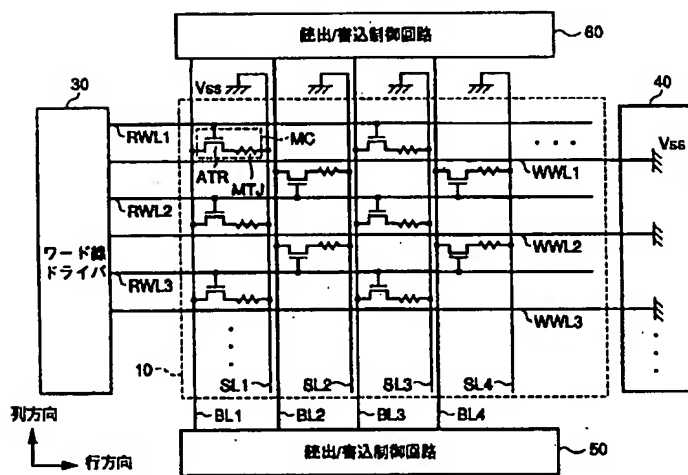 読出/書込制御回路
60
30
40
Vss
Vss
RWL1
MC
. . .
ATR
MTJ
WWL1
RWL2
ワード線
ドライバ
WWL2
RWL3
WWL3
10
SL1
SL2
SL3
SL4
列方向
BL1
BL2
BL3
BL4
行方向
読出/書込制御回路
50